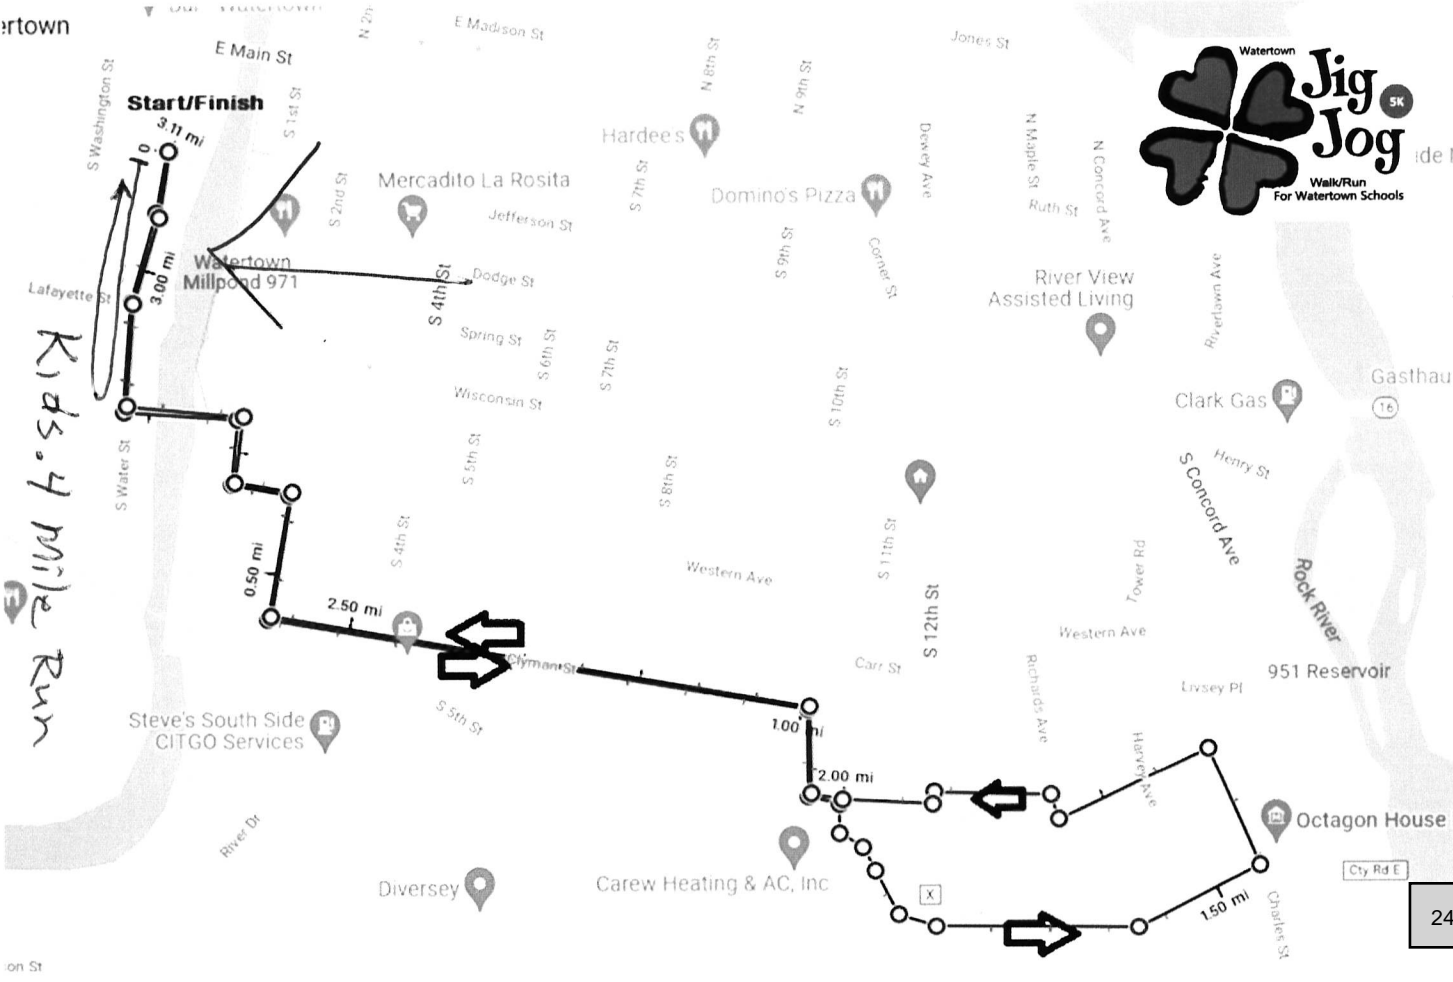 ertown
E Main St
N 2n
E Madison St
Jones St
N 8th St
N 9th St
Watertown
Jig
Jog
5K
Walk/Run
For Watertown Schools
S Washington St
Start/Finish
3.11 mi
0
S 1st St
Hardee's
Dewey Ave
N Maple St
N Concord Ave
ide
Mercadito La Rosita
S 2nd St
S 7th St
Domino's Pizza
Ruth St
Jefferson St
S 9th St
Corner St
Watertown
Millpond 971
3.00 mi
S 4th St
Dodge St
River View
Assisted Living
Rivertawn Ave
Lafayette St
Spring St
S 6th St
S 7th St
Wisconsin St
S 10th St
Clark Gas
Gasthau
16
Kids .4 Mile Run
S Water St
S 5th St
S 8th St
Henry St
S Concord Ave
S 4th St
0.50 mi
Western Ave
S 11th St
S 12th St
Tower Rd
Rock River
2.50 mi
Clyman St
Carr St
Western Ave
951 Reservoir
Livsey Pl
Richards Ave
Steve's South Side
CITGO Services
S 5th St
1.00 mi
2.00 mi
Harvey Ave
Octagon House
River Dr
Diversey
Carew Heating & AC, Inc
X
Cty Rd E
1.50 mi
Charles St
24
son St